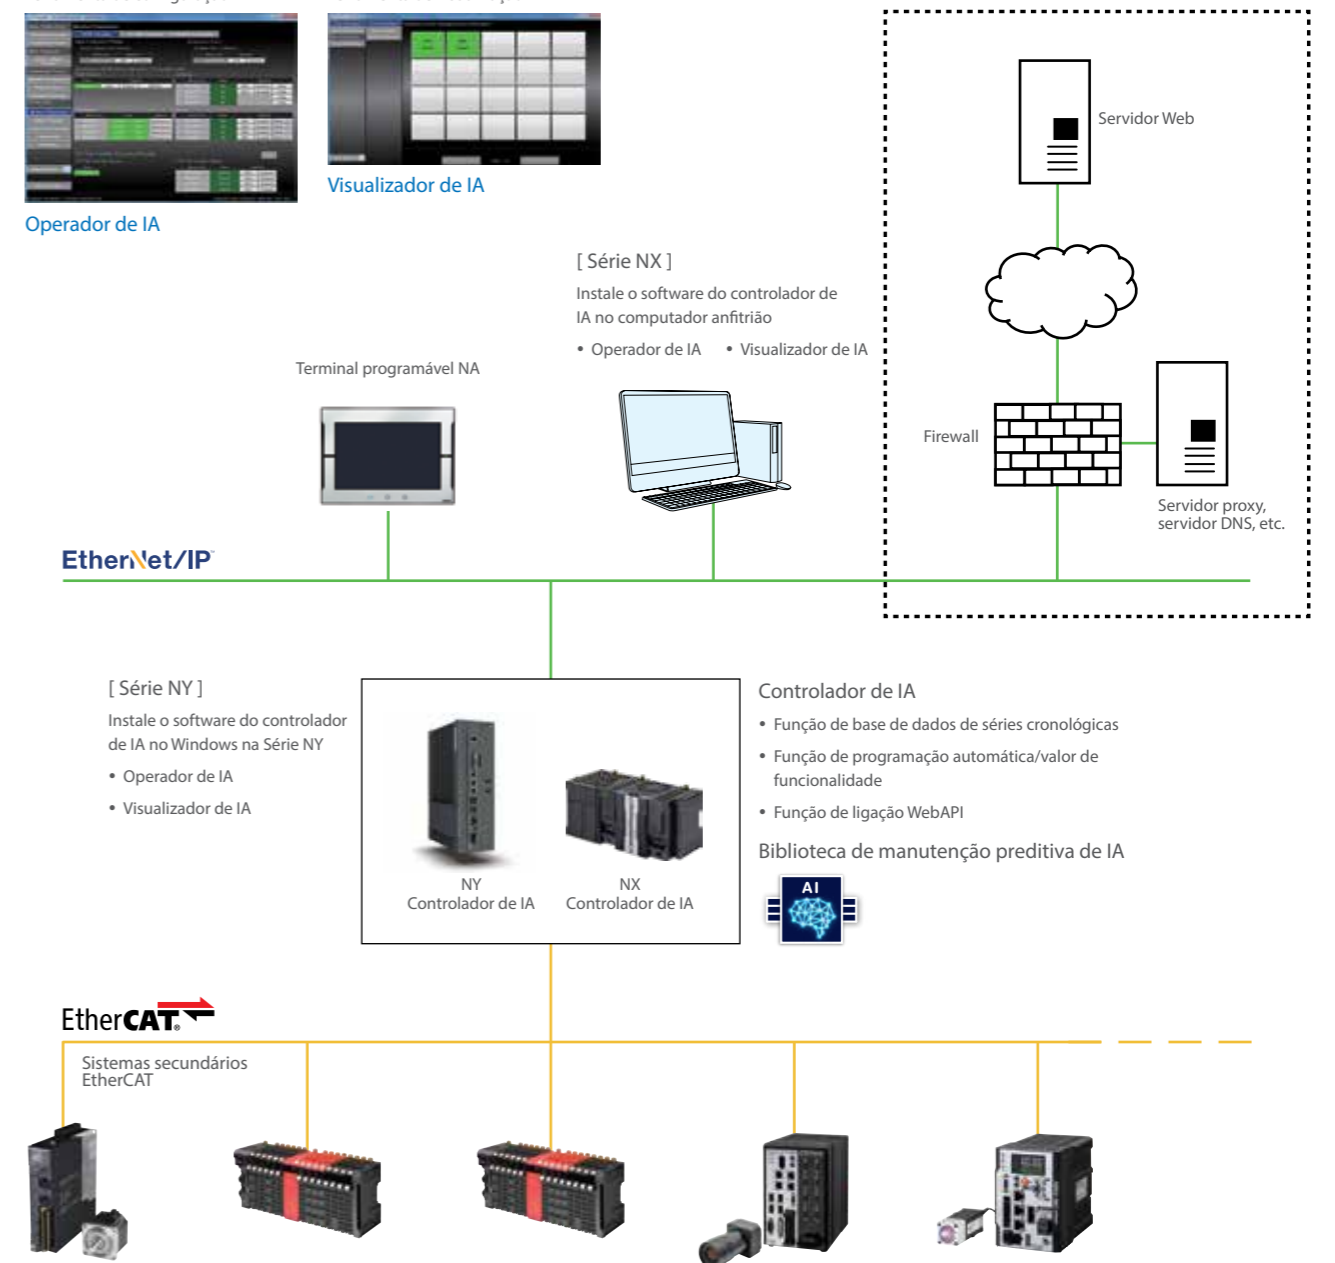 Operador de IA
Visualizador de IA
Servidor Web
[ Série NX ]
Instale o software do controlador de
IA no computador anfitrião
• Operador de IA • Visualizador de IA
Terminal programável NA
Firewall
Servidor proxy,
servidor DNS, etc.
EtherNet/IP™
[ Série NY ]
Instale o software do controlador
de IA no Windows na Série NY
• Operador de IA
• Visualizador de IA
NY
Controlador de IA
NX
Controlador de IA
Controlador de IA
• Função de base de dados de séries cronológicas
• Função de programação automática/valor de
funcionalidade
• Função de ligação WebAPI
Biblioteca de manutenção preditiva de IA
AI
EtherCAT®
Sistemas secundários
EtherCAT